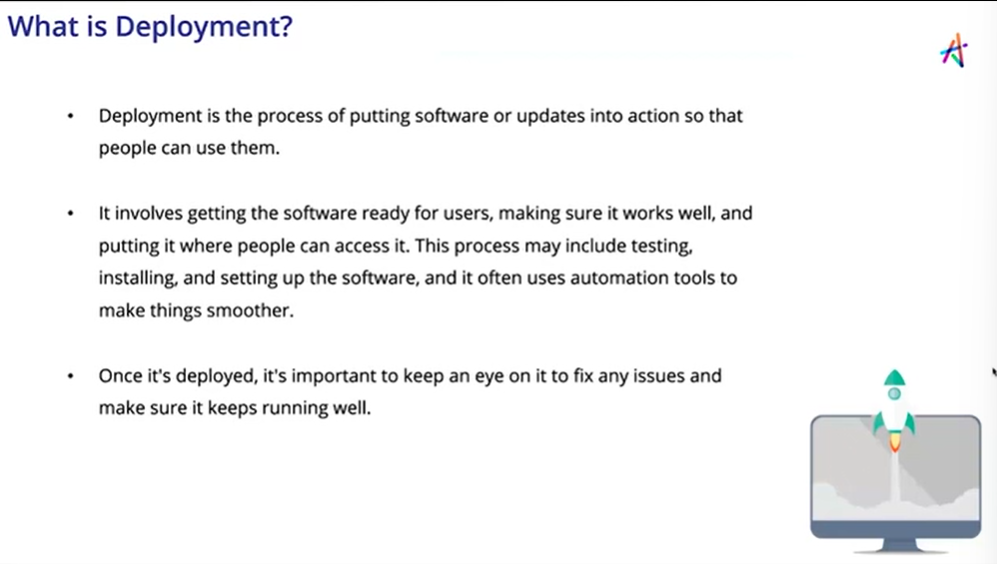 What is Deployment?
• Deployment is the process of putting software or updates into action so that
people can use them.
• It involves getting the software ready for users, making sure it works well, and
putting it where people can access it. This process may include testing,
installing, and setting up the software, and it often uses automation tools to
make things smoother.
• Once it's deployed, it's important to keep an eye on it to fix any issues and
make sure it keeps running well.